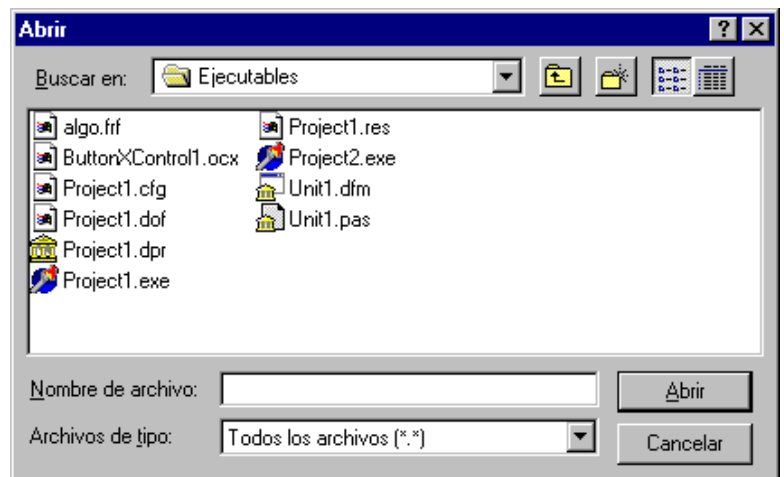 Abrir
Buscar en: Ejecutables
algo.frf
ButtonXControl1.ocx
Project1.cfg
Project1.dof
Project1.dpr
Project1.exe
Project1.res
Project2.exe
Unit1.dfm
Unit1.pas
Nombre de archivo: Abrir
Archivos de tipo: Todos los archivos (*.*) Cancelar